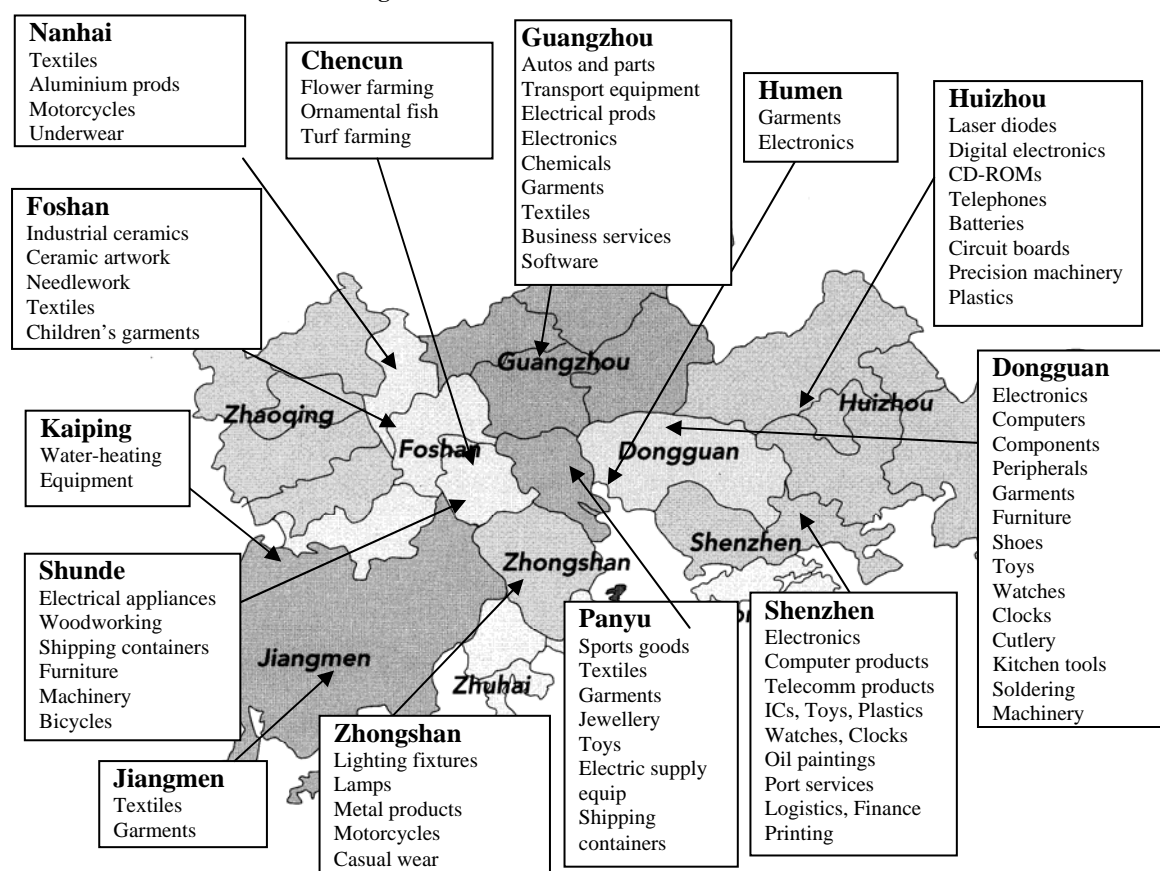 Nanhai
Textiles
Aluminium prods
Motorcycles
Underwear
Chencun
Flower farming
Ornamental fish
Turf farming
Guangzhou
Autos and parts
Transport equipment
Electrical prods
Electronics
Chemicals
Garments
Textiles
Business services
Software
Humen
Garments
Electronics
Huizhou
Laser diodes
Digital electronics
CD-ROMs
Telephones
Batteries
Circuit boards
Precision machinery
Plastics
Foshan
Industrial ceramics
Ceramic artwork
Needlework
Textiles
Children's garments
Kaiping
Water-heating
Equipment
Shunde
Electrical appliances
Woodworking
Shipping containers
Furniture
Machinery
Bicycles
Jiangmen
Textiles
Garments
Zhongshan
Lighting fixtures
Lamps
Metal products
Motorcycles
Casual wear
Panyu
Sports goods
Textiles
Garments
Jewellery
Toys
Electric supply
equip
Shipping
containers
Shenzhen
Electronics
Computer products
Telecomm products
ICs, Toys, Plastics
Watches, Clocks
Oil paintings
Port services
Logistics, Finance
Printing
Dongguan
Electronics
Computers
Components
Peripherals
Garments
Furniture
Shoes
Toys
Watches
Clocks
Cutlery
Kitchen tools
Soldering
Machinery
Guangzhou
Zhaoqing
Huizhou
Foshan
Dongguan
Shenzhen
Zhongshan
Jiangmen
Zhuhai